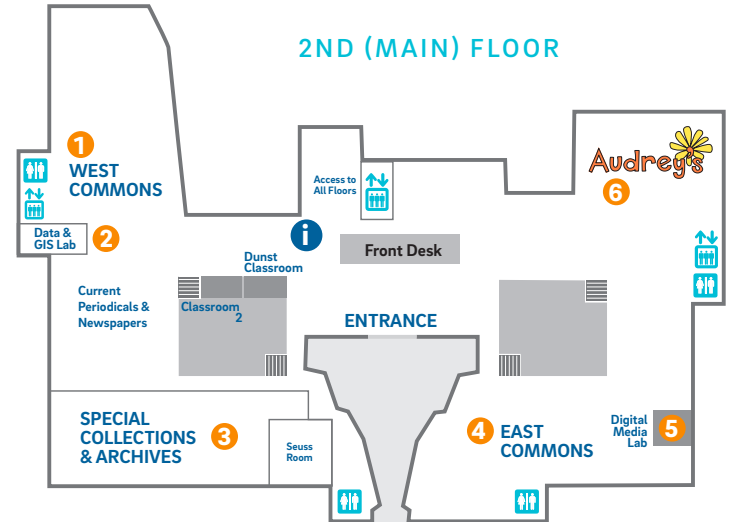 2ND (MAIN) FLOOR
1
WEST
COMMONS
Access to
All Floors
Audrey's
6
Data &
GIS Lab
2
i
Front Desk
Dunst
Classroom
Current
Periodicals &
Newspapers
Classroom
2
ENTRANCE
SPECIAL
COLLECTIONS
& ARCHIVES
3
Seuss
Room
4
EAST
COMMONS
Digital
Media
Lab
5